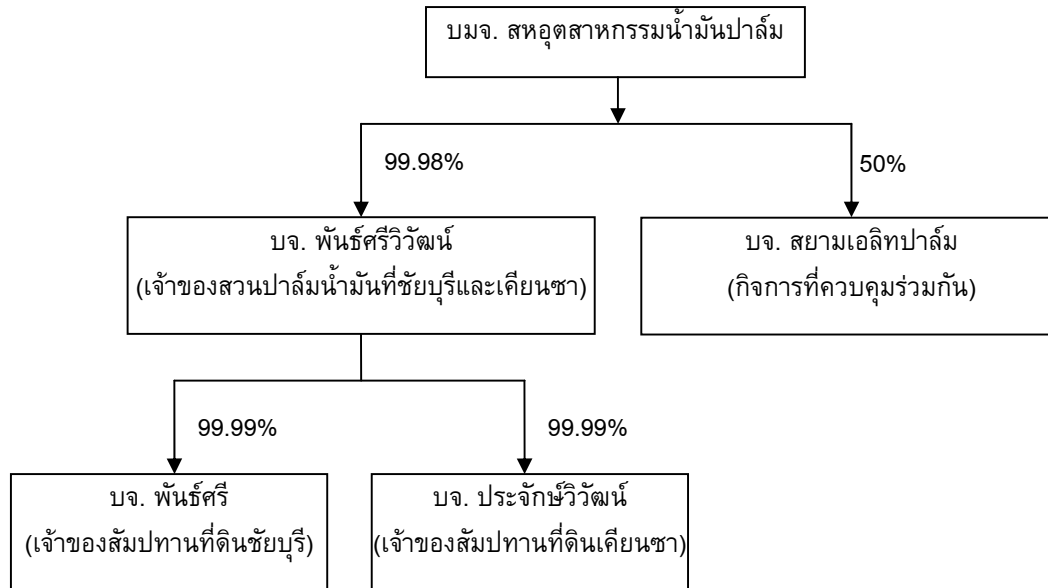 บมจ. สหอุตสาหกรรมน้ำมันปาล์ม
99.98%
50%
บจ. พันธ์ศรีวิวัฒน์
(เจ้าของสวนปาล์มน้ำมันที่ชัยบุรีและเคียนซา)
บจ. สยามเอลิทปาล์ม
(กิจการที่ควบคุมร่วมกัน)
99.99%
99.99%
บจ. พันธ์ศรี
(เจ้าของสัมปทานที่ดินชัยบุรี)
บจ. ประจักษ์วิวัฒน์
(เจ้าของสัมปทานที่ดินเคียนซา)